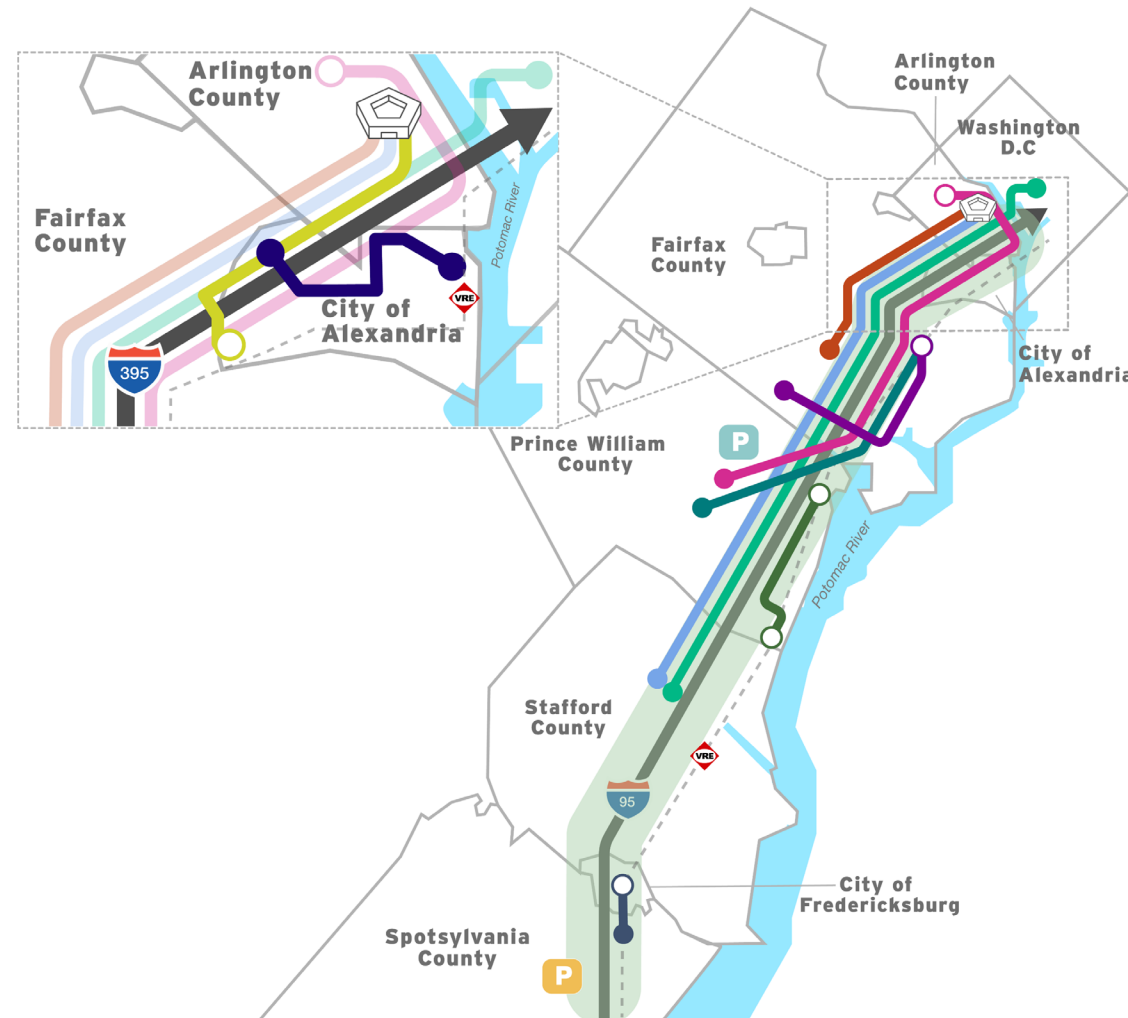 Arlington
County
Fairfax
County
Potomac River
City of
Alexandria
VRE
395
Arlington
County
Washington
D.C
Fairfax
County
City of
Alexandria
Prince William
County
P
Potomac River
Stafford
County
VRE
95
City of
Fredericksburg
Spotsylvania
County
P